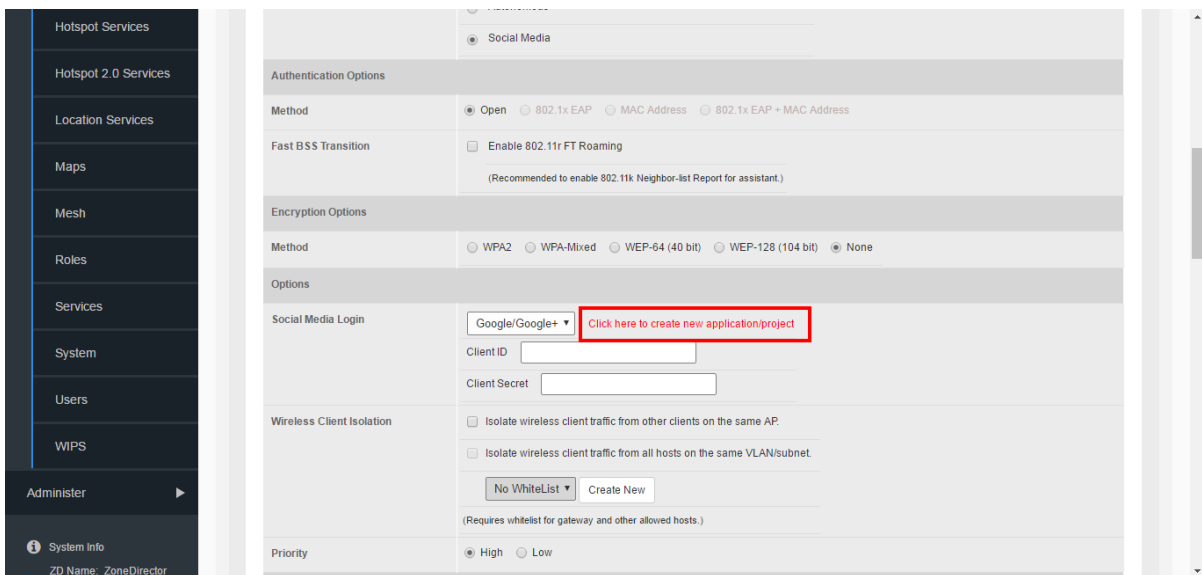 Hotspot Services
Hotspot 2.0 Services
Location Services
Maps
Mesh
Roles
Services
System
Users
WIPS
Administer
System Info
ZD Name: ZoneDirector
Social Media
Authentication Options
Method Open 802.1x EAP MAC Address 802.1x EAP + MAC Address
Fast BSS Transition Enable 802.11r FT Roaming
(Recommended to enable 802.11k Neighbor-list Report for assistant.)
Encryption Options
Method WPA2 WPA-Mixed WEP-64 (40 bit) WEP-128 (104 bit) None
Options
Social Media Login Google/Google+ Click here to create new application/project
Client ID
Client Secret
Wireless Client Isolation Isolate wireless client traffic from other clients on the same AP.
Isolate wireless client traffic from all hosts on the same VLAN/subnet.
No WhiteList Create New
(Requires whitelist for gateway and other allowed hosts.)
Priority High Low